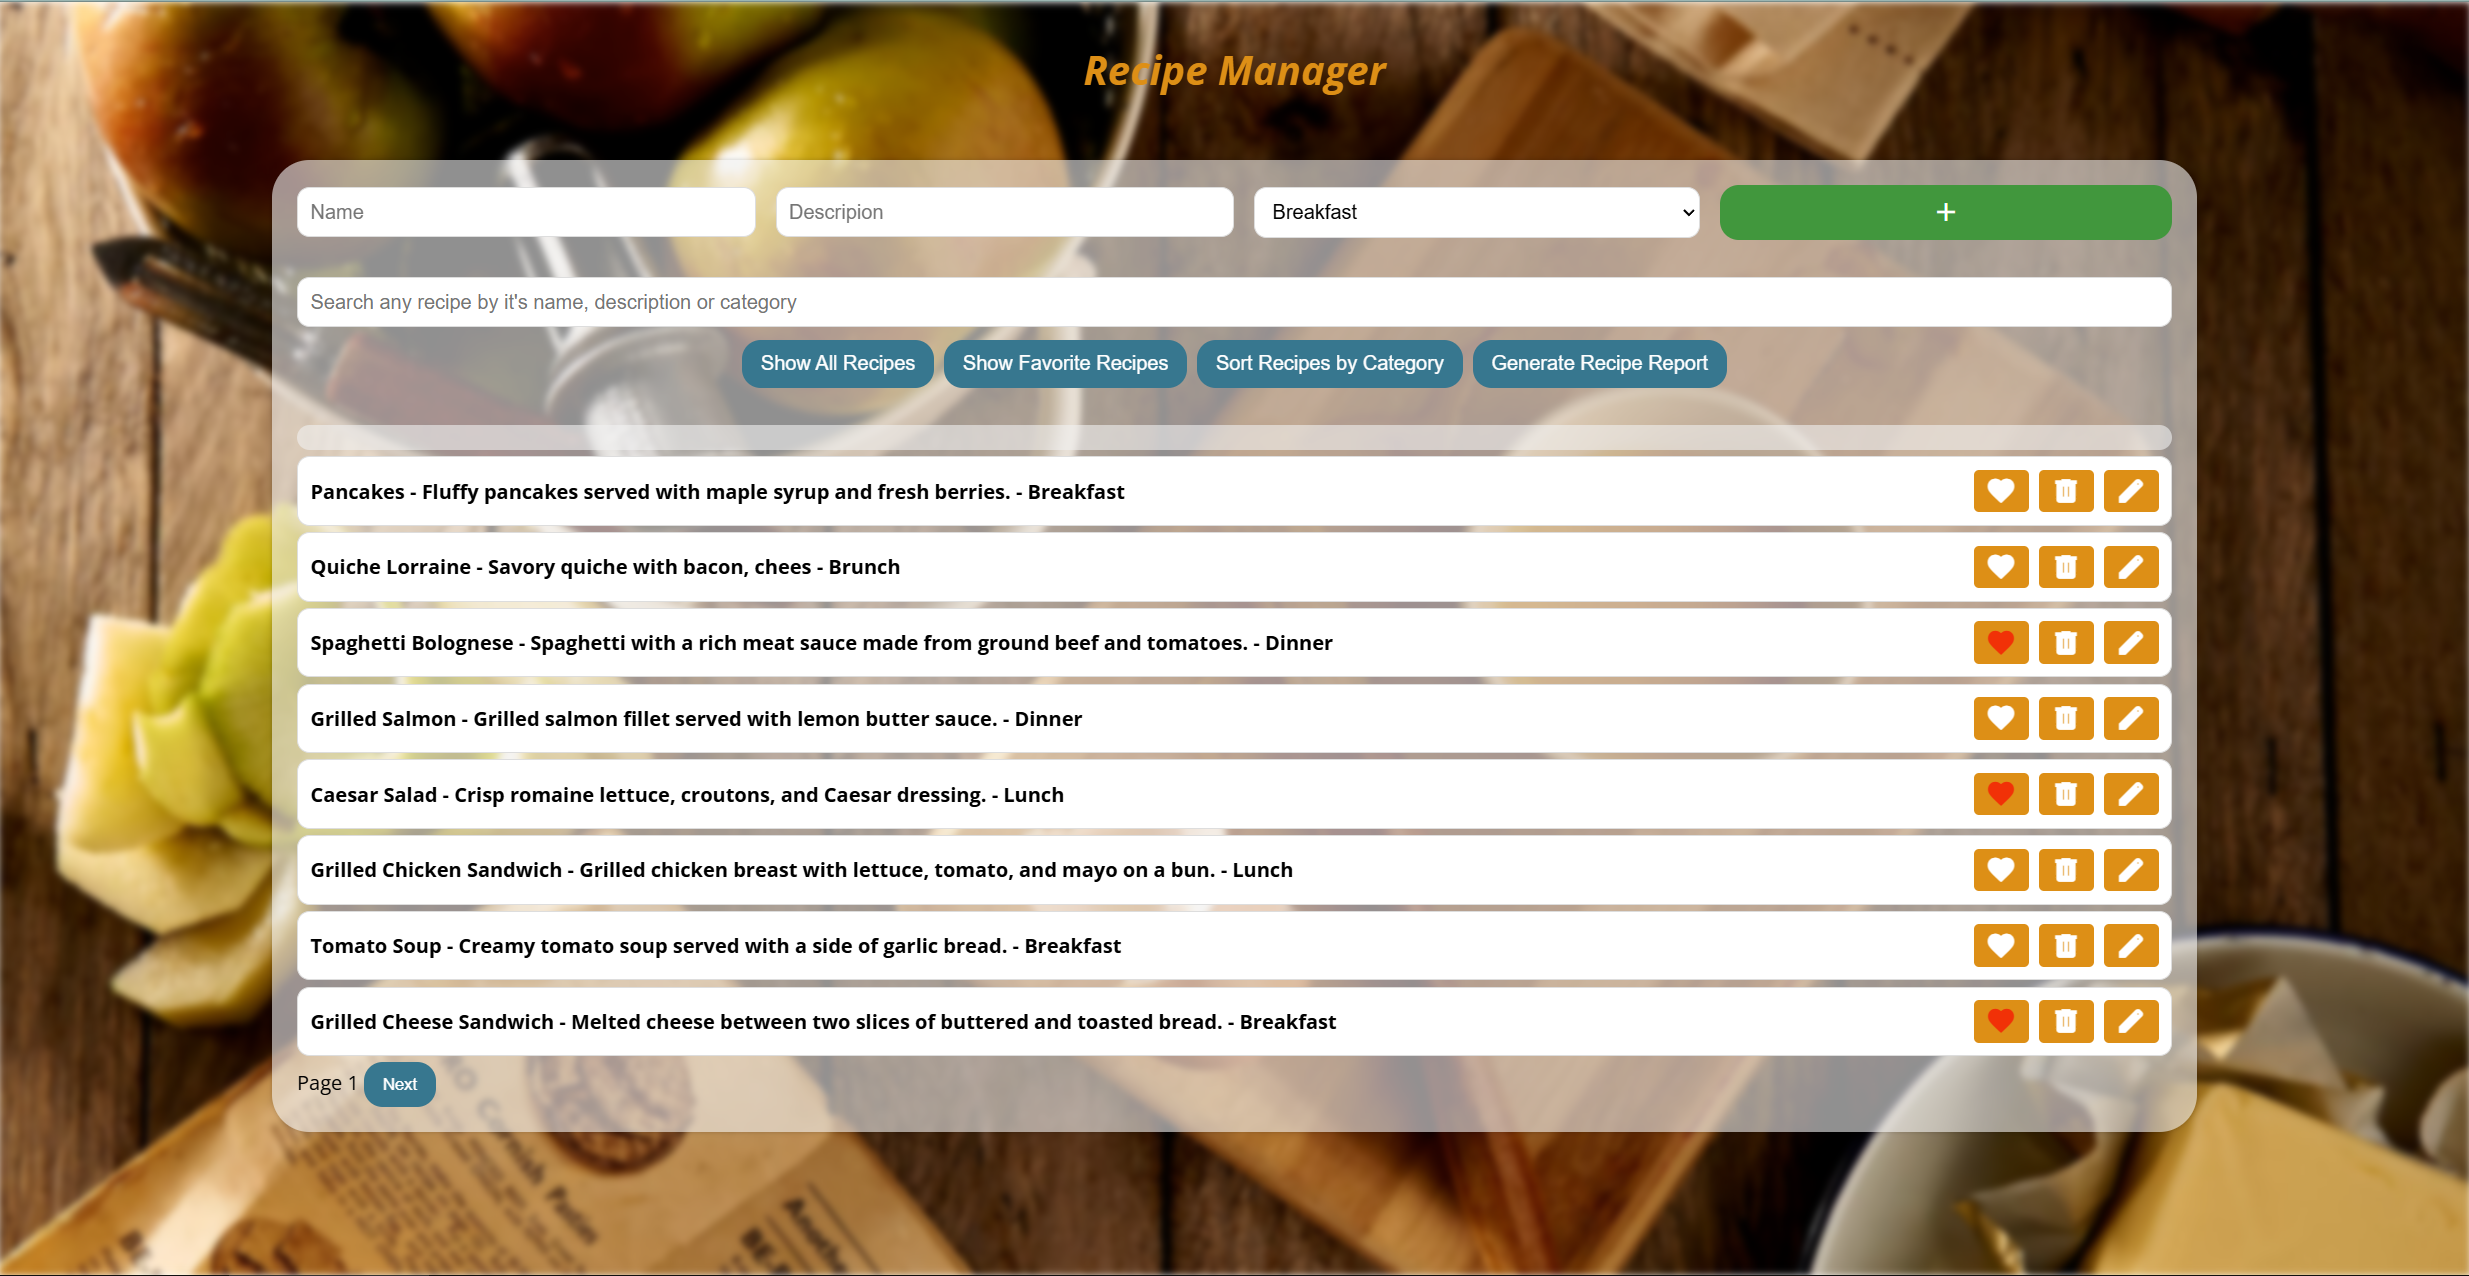 Recipe Manager
Name
Descripion
Breakfast
+
Search any recipe by it's name, description or category
Show All Recipes
Show Favorite Recipes
Sort Recipes by Category
Generate Recipe Report
Pancakes - Fluffy pancakes served with maple syrup and fresh berries. - Breakfast
Quiche Lorraine - Savory quiche with bacon, chees - Brunch
Spaghetti Bolognese - Spaghetti with a rich meat sauce made from ground beef and tomatoes. - Dinner
Grilled Salmon - Grilled salmon fillet served with lemon butter sauce. - Dinner
Caesar Salad - Crisp romaine lettuce, croutons, and Caesar dressing. - Lunch
Grilled Chicken Sandwich - Grilled chicken breast with lettuce, tomato, and mayo on a bun. - Lunch
Tomato Soup - Creamy tomato soup served with a side of garlic bread. - Breakfast
Grilled Cheese Sandwich - Melted cheese between two slices of buttered and toasted bread. - Breakfast
Page 1
Next
Cornish